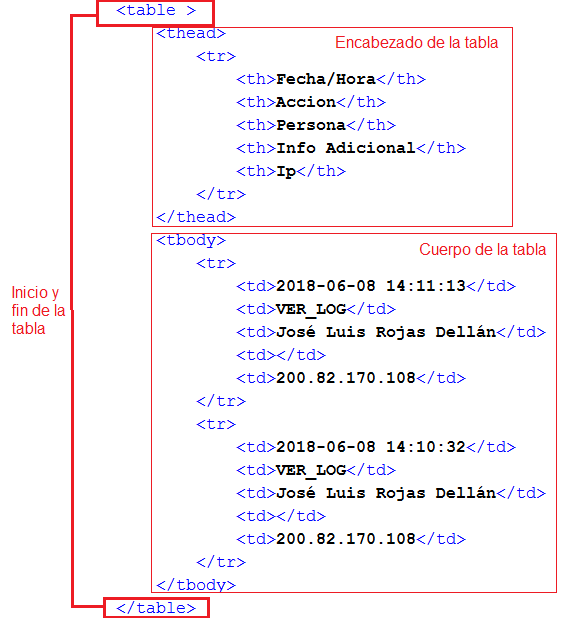 <table >
<thead>
Encabezado de la tabla
<tr>
<th>Fecha/Hora</th>
<th>Accion</th>
<th>Persona</th>
<th>Info Adicional</th>
<th>Ip</th>
</tr>
</thead>
<tbody>
Cuerpo de la tabla
<tr>
<td>2018-06-08 14:11:13</td>
<td>VER_LOG</td>
<td>José Luis Rojas Dellán</td>
<td></td>
<td>200.82.170.108</td>
</tr>
<tr>
<td>2018-06-08 14:10:32</td>
<td>VER_LOG</td>
<td>José Luis Rojas Dellán</td>
<td></td>
<td>200.82.170.108</td>
</tr>
</tbody>
</table>
Inicio y
fin de la
tabla